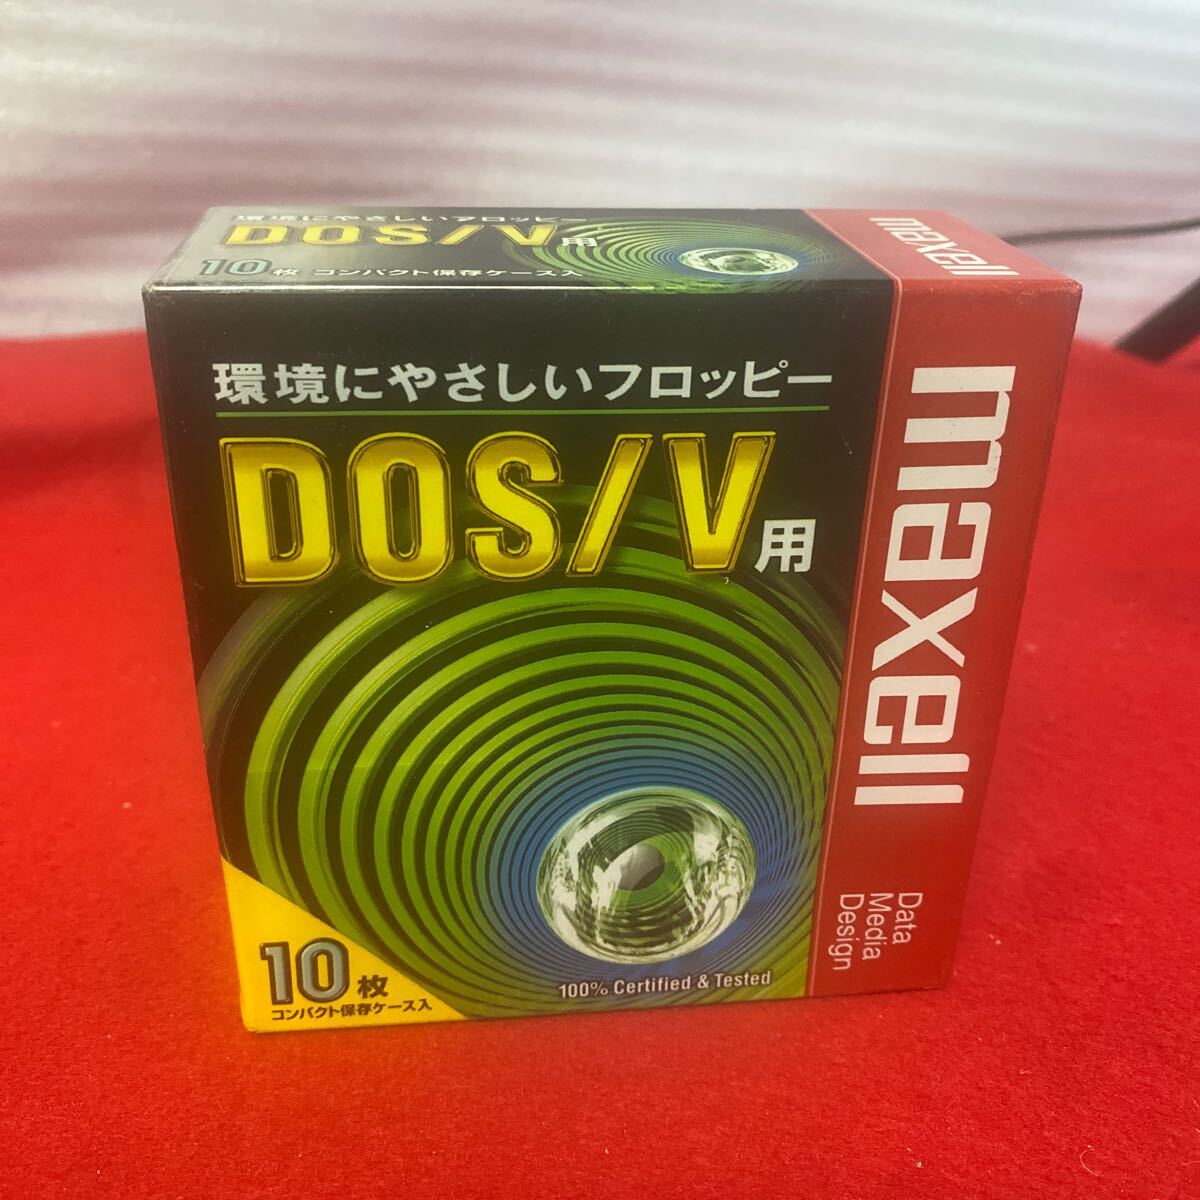 環境にやさしいフロッピー
DOS/V用
10枚 コンパクト保存ケース入
maxell
環境にやさしいフロッピー
DOS/V用
maxell
Data
Media
Design
10枚
コンパクト保存ケース入
100% Certified & Tested